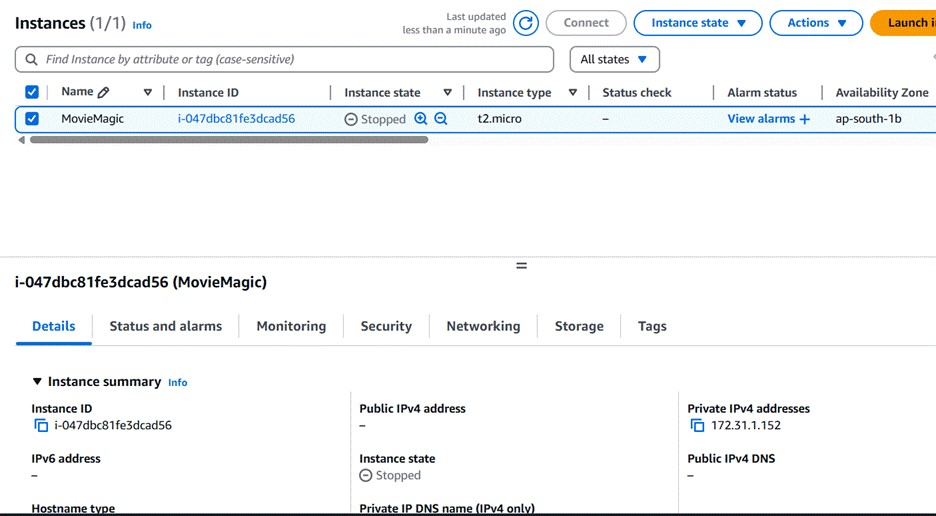 Instances (1/1) Info
Last updated
less than a minute ago
Connect
Instance state
Actions
Launch
Find Instance by attribute or tag (case-sensitive)
All states
Name Instance ID Instance state Instance type Status check Alarm status Availability Zone
MovieMagic i-047dbc81fe3dcad56 Stopped t2.micro – View alarms + ap-south-1b
i-047dbc81fe3dcad56 (MovieMagic)
Details Status and alarms Monitoring Security Networking Storage Tags
Instance summary Info
Instance ID Public IPv4 address Private IPv4 addresses
i-047dbc81fe3dcad56 – 172.31.1.152
IPv6 address Instance state Public IPv4 DNS
– Stopped –
Hostname type Private IP DNS name (IPv4 only)